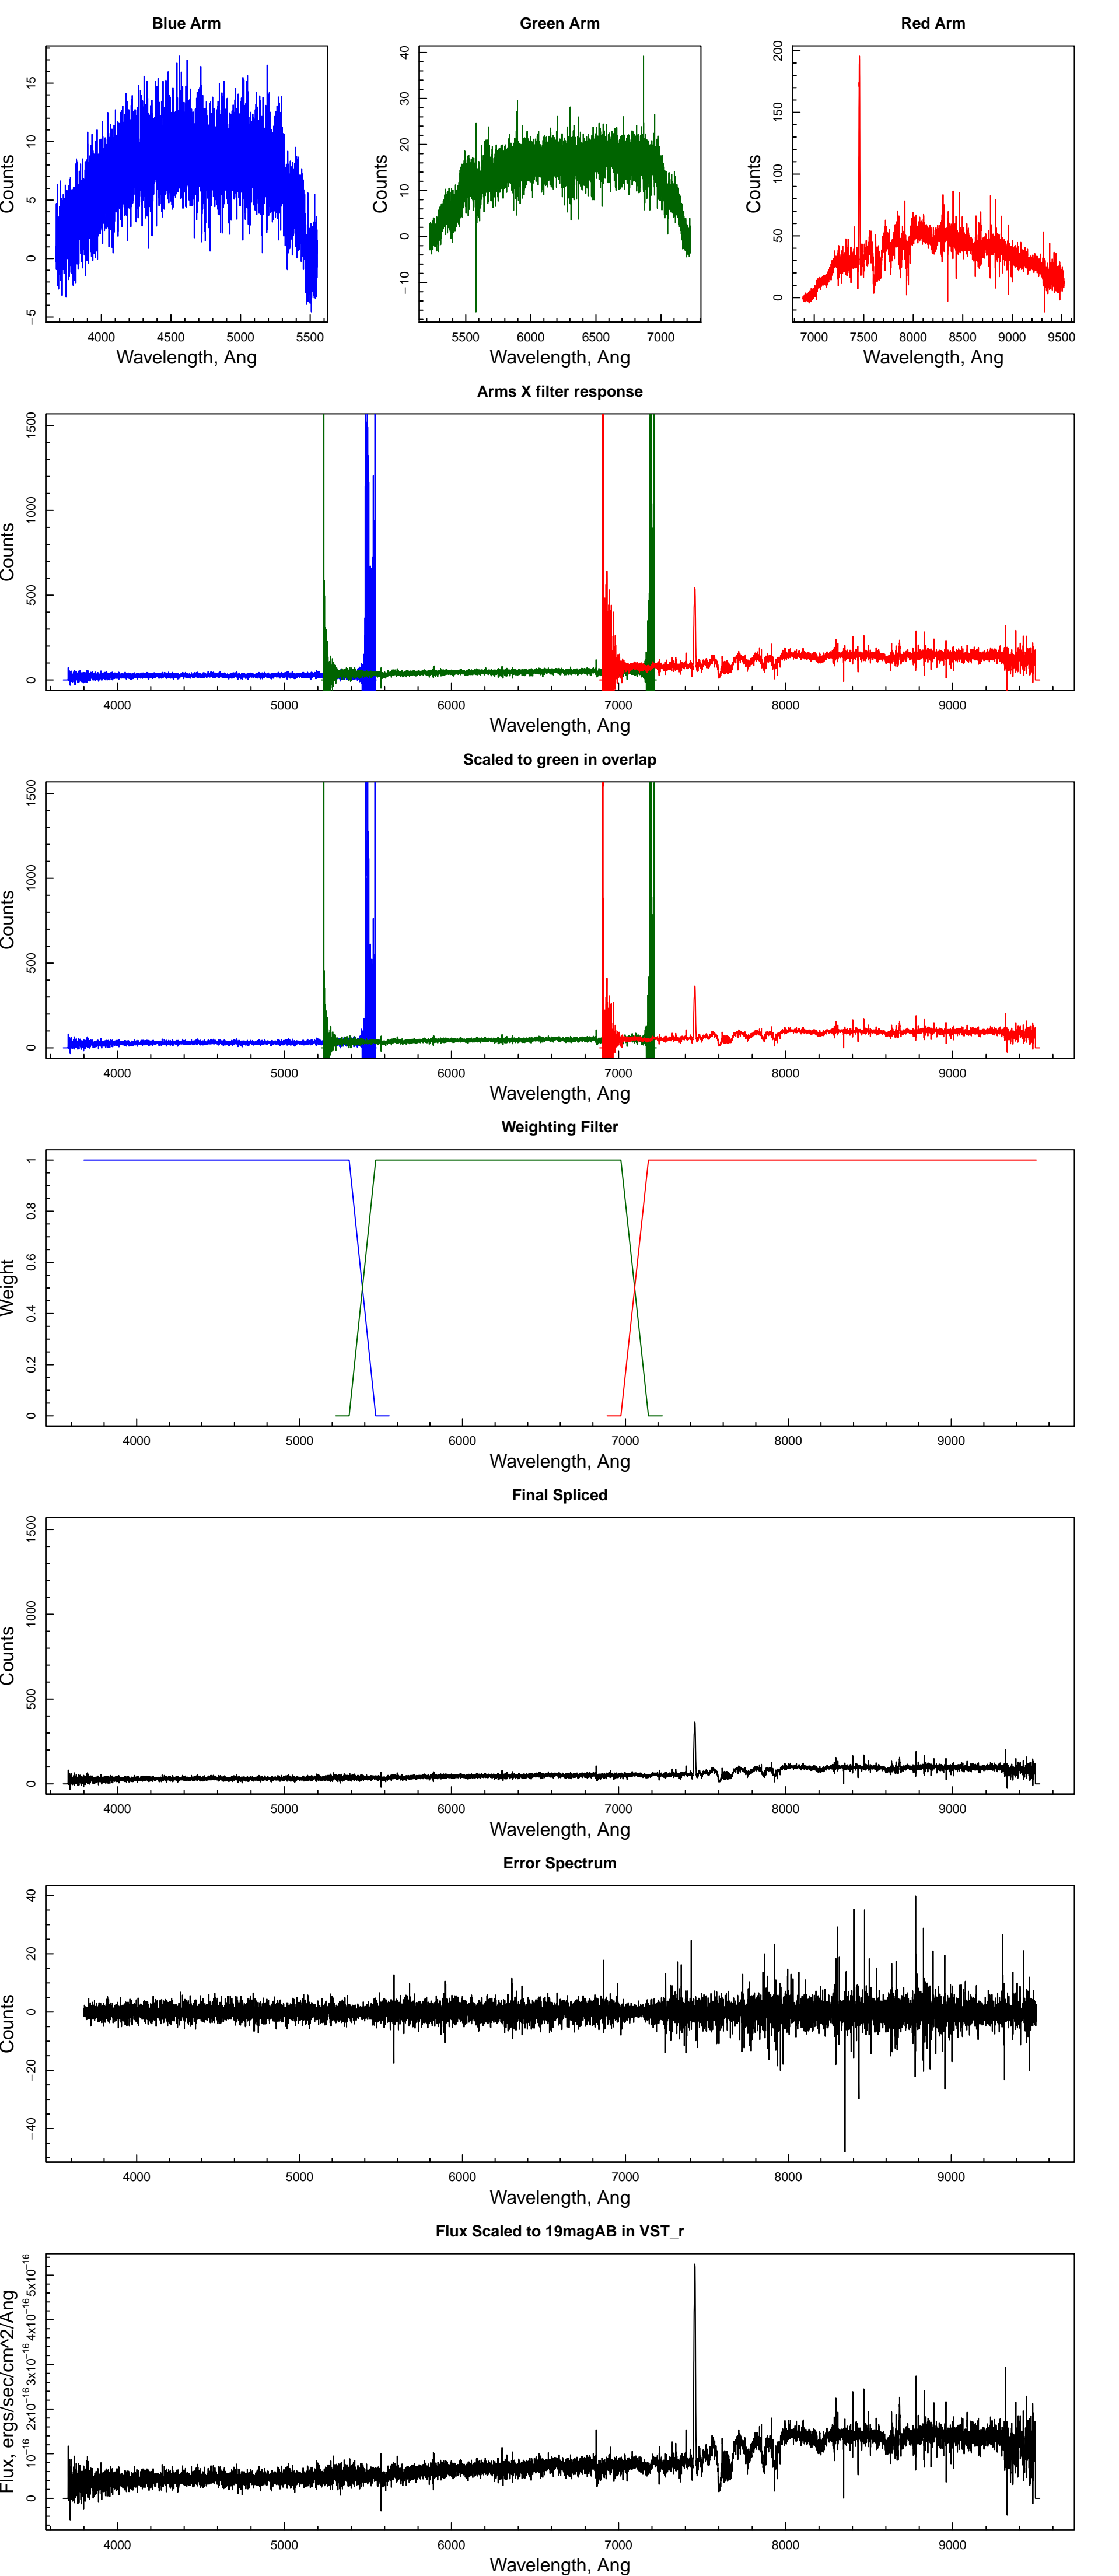 Blue Arm
Green Arm
Red Arm
Counts
−5 0 5 10 15
4000 4500 5000 5500
Wavelength, Ang
Counts
−10 0 10 20 30 40
5500 6000 6500 7000
Wavelength, Ang
Counts
0 50 100 150 200
7000 7500 8000 8500 9000 9500
Wavelength, Ang
Arms X filter response
Counts
0 500 1000 1500
4000 5000 6000 7000 8000 9000
Wavelength, Ang
Scaled to green in overlap
Counts
0 500 1000 1500
4000 5000 6000 7000 8000 9000
Wavelength, Ang
Weighting Filter
Weight
0 0.2 0.4 0.6 0.8 1
4000 5000 6000 7000 8000 9000
Wavelength, Ang
Final Spliced
Counts
0 500 1000 1500
4000 5000 6000 7000 8000 9000
Wavelength, Ang
Error Spectrum
Counts
−40 −20 0 20 40
4000 5000 6000 7000 8000 9000
Wavelength, Ang
Flux Scaled to 19magAB in VST_r
Flux, ergs/sec/cm^2/Ang
0 10⁻¹⁶ 2x10⁻¹⁶ 3x10⁻¹⁶ 4x10⁻¹⁶ 5x10⁻¹⁶
4000 5000 6000 7000 8000 9000
Wavelength, Ang